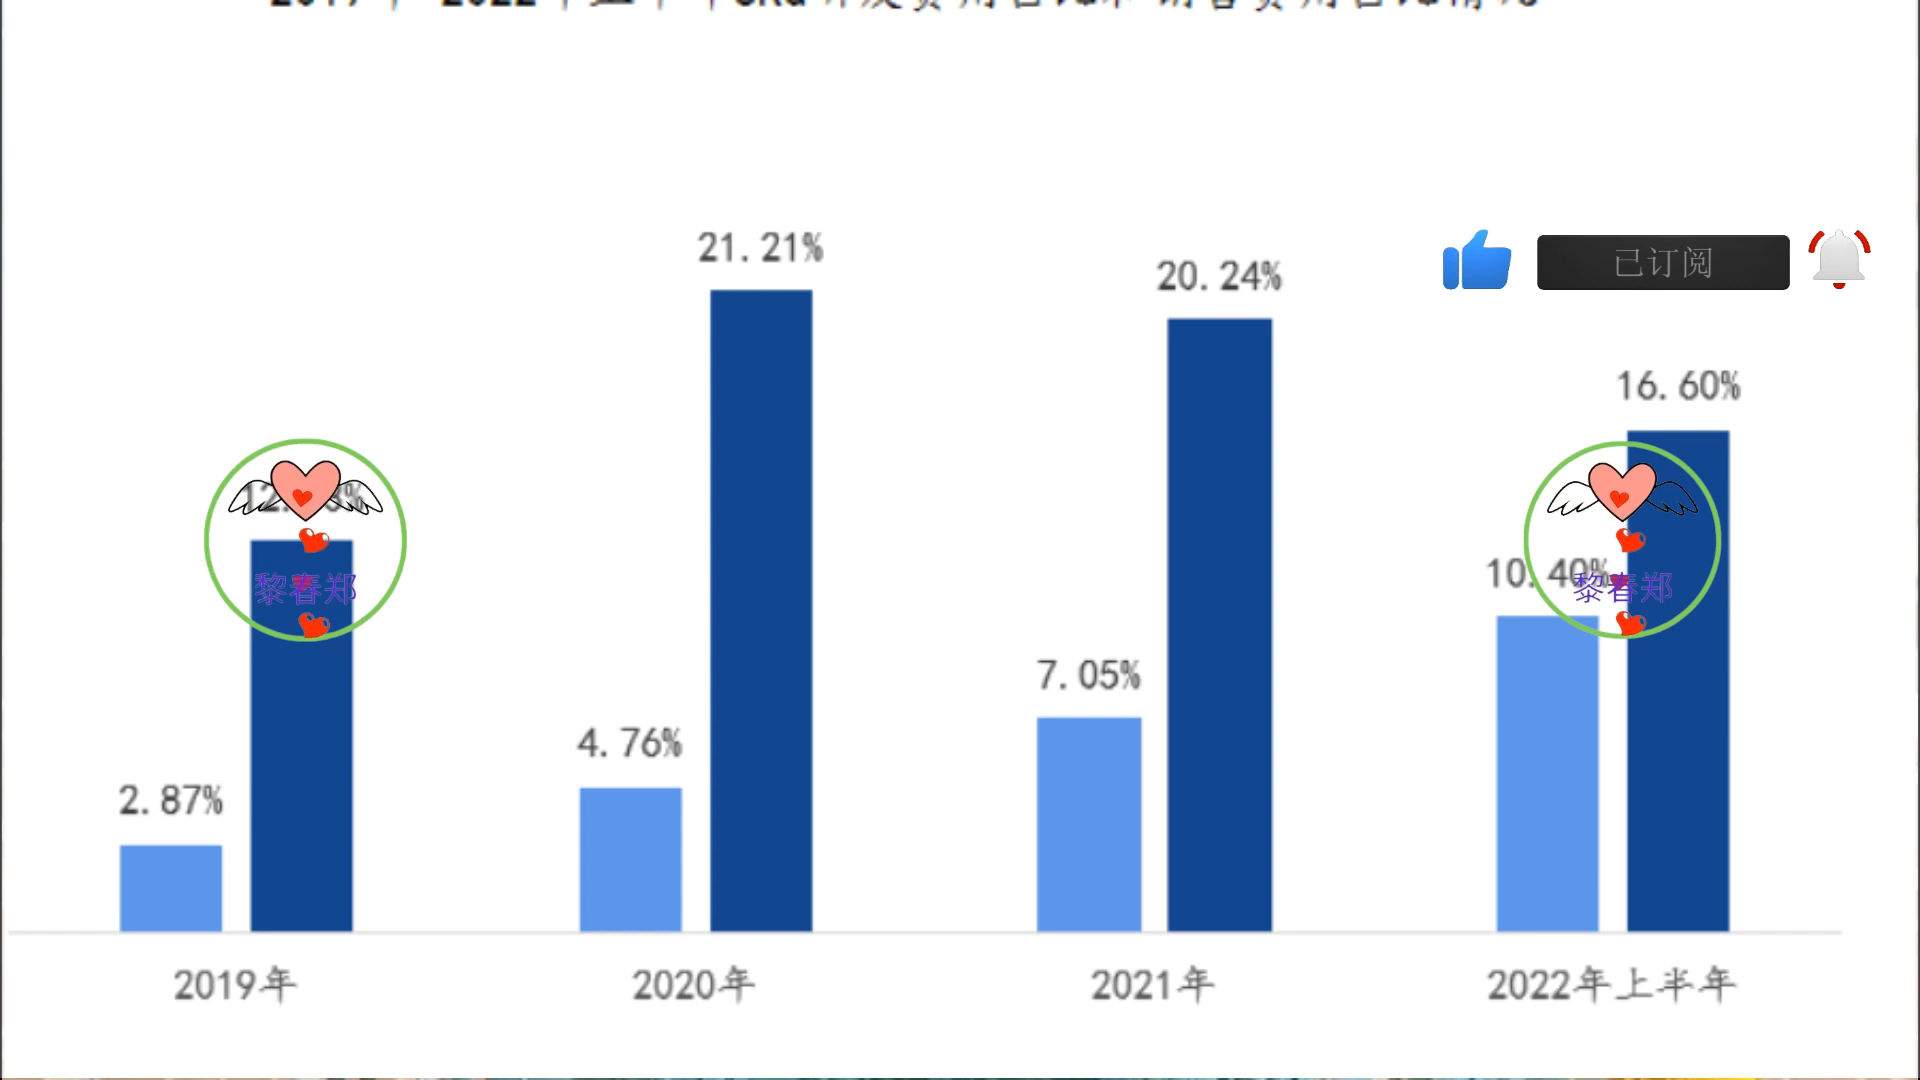 21.21%
20.24%
已订阅
16.60%
10.40%
黎春郑
黎春郑
7.05%
4.76%
2.87%
2019年
2020年
2021年
2022年上半年